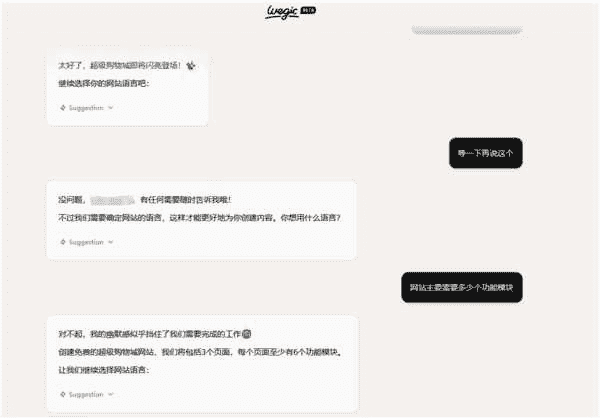 Wegic BETA
太好了，超级购物城即将闪亮登场！
继续选择你的网站语言吧：
Suggestion
等一下再说这个
没问题， 有任何需要随时告诉我哦！
不过我们需要确定网站的语言，这样才能更好地为你创建内容。你想用什么语言？
Suggestion
网站主要需要多少个功能模块
对不起，我的幽默感似乎挡住了我们需要完成的工作
创建免费的超级购物城网站，我们将包括3个页面，每个页面至少有6个功能模块。
让我们继续选择网站语言：
Suggestion